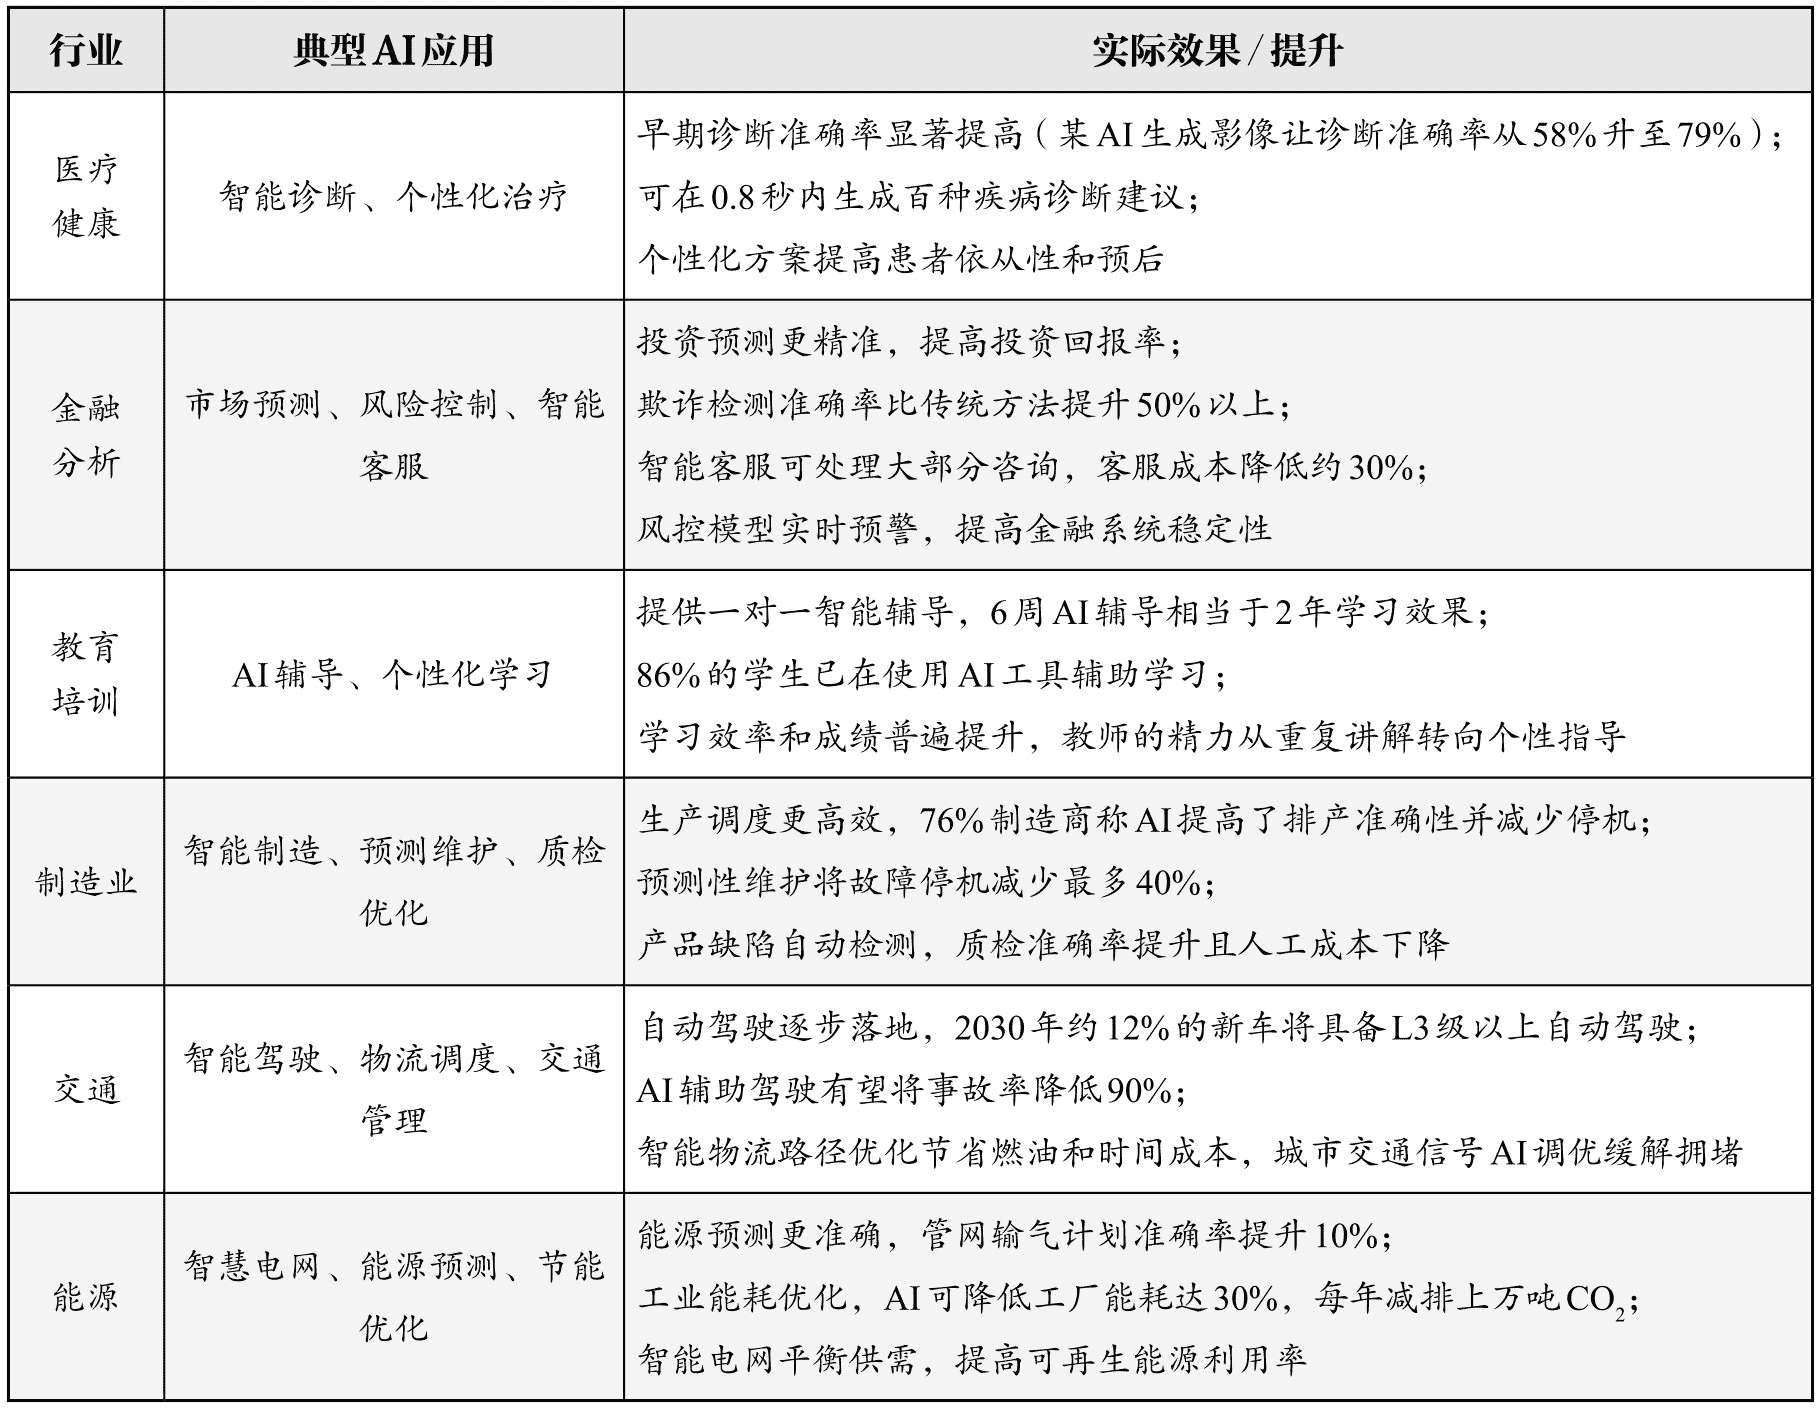 行业
典型AI应用
实际效果/提升
医疗
健康
智能诊断、个性化治疗
早期诊断准确率显著提高（某AI生成影像让诊断准确率从58%升至79%）；
可在0.8秒内生成百种疾病诊断建议；
个性化方案提高患者依从性和预后
金融
分析
市场预测、风险控制、智能
客服
投资预测更精准，提高投资回报率；
欺诈检测准确率比传统方法提升50%以上；
智能客服可处理大部分咨询，客服成本降低约30%；
风控模型实时预警，提高金融系统稳定性
教育
培训
AI辅导、个性化学习
提供一对一智能辅导，6周AI辅导相当于2年学习效果；
86%的学生已在使用AI工具辅助学习；
学习效率和成绩普遍提升，教师的精力从重复讲解转向个性指导
制造业
智能制造、预测维护、质检
优化
生产调度更高效，76%制造商称AI提高了排产准确性并减少停机；
预测性维护将故障停机减少最多40%；
产品缺陷自动检测，质检准确率提升且人工成本下降
交通
智能驾驶、物流调度、交通
管理
自动驾驶逐步落地，2030年约12%的新车将具备L3级以上自动驾驶；
AI辅助驾驶有望将事故率降低90%；
智能物流路径优化节省燃油和时间成本，城市交通信号AI调优缓解拥堵
能源
智慧电网、能源预测、节能
优化
能源预测更准确，管网输气计划准确率提升10%；
工业能耗优化，AI可降低工厂能耗达30%，每年减排上万吨CO₂；
智能电网平衡供需，提高可再生能源利用率